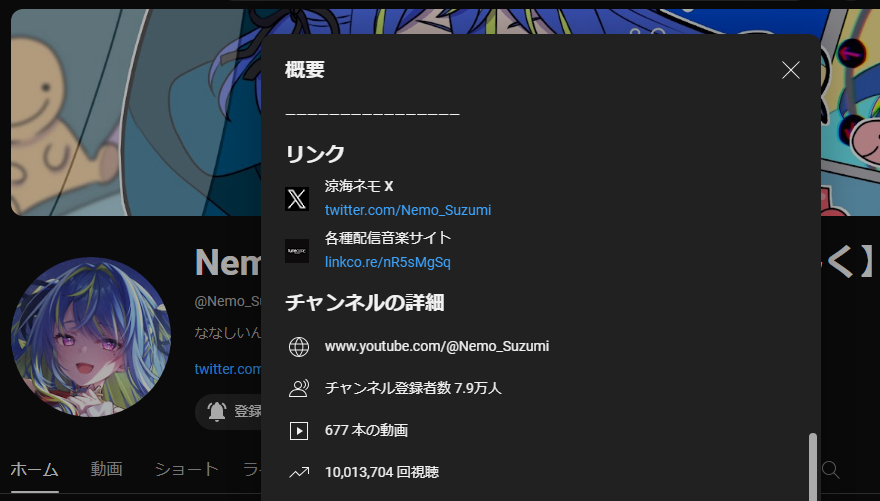 概要
リンク
涼海ネモ X
twitter.com/Nemo_Suzumi
各種配信音楽サイト
linkco.re/nR5sMgSq
チャンネルの詳細
www.youtube.com/@Nemo_Suzumi
チャンネル登録者数 7.9万人
677 本の動画
10,013,704 回視聴
Nem
く】
@Nemo_Su
ななしいん
twitter.com
登録
ホーム 動画 ショート ラ